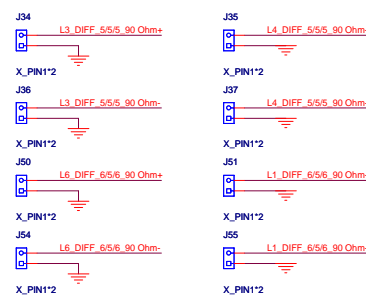 J34
L3_DIFF_5/5/5_90 Ohm+
X_PIN1*2
J35
L4_DIFF_5/5/5_90 Ohm
X_PIN1*2
J36
L3_DIFF_5/5/5_90 Ohm-
X_PIN1*2
J37
L4_DIFF_5/5/5_90 Ohm-
X_PIN1*2
J50
L6_DIFF_6/5/6_90 Ohm+
X_PIN1*2
J51
L1_DIFF_6/5/6_90 Ohm
X_PIN1*2
J54
L6_DIFF_6/5/6_90 Ohm-
X_PIN1*2
J55
L1_DIFF_6/5/6_90 Ohm-
X_PIN1*2